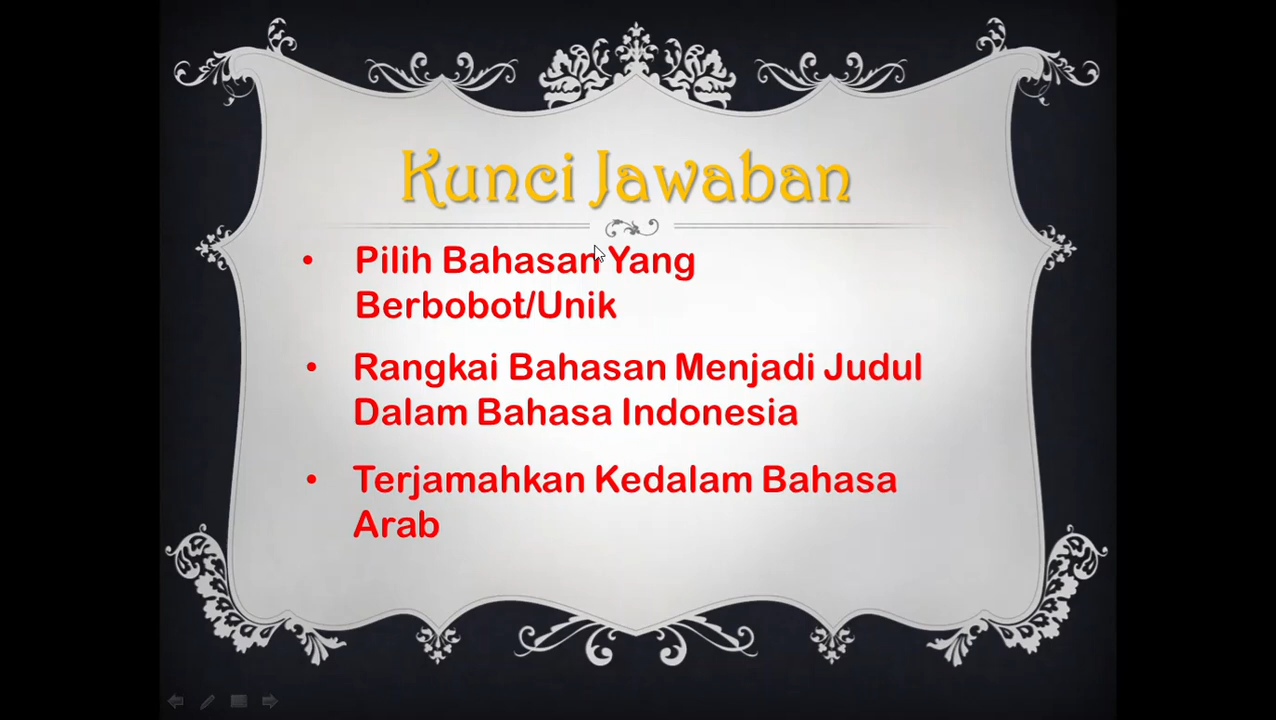 Kunci Jawaban
• Pilih Bahasan Yang
Berbobot/Unik
• Rangkai Bahasan Menjadi Judul
Dalam Bahasa Indonesia
• Terjamahkan Kedalam Bahasa
Arab